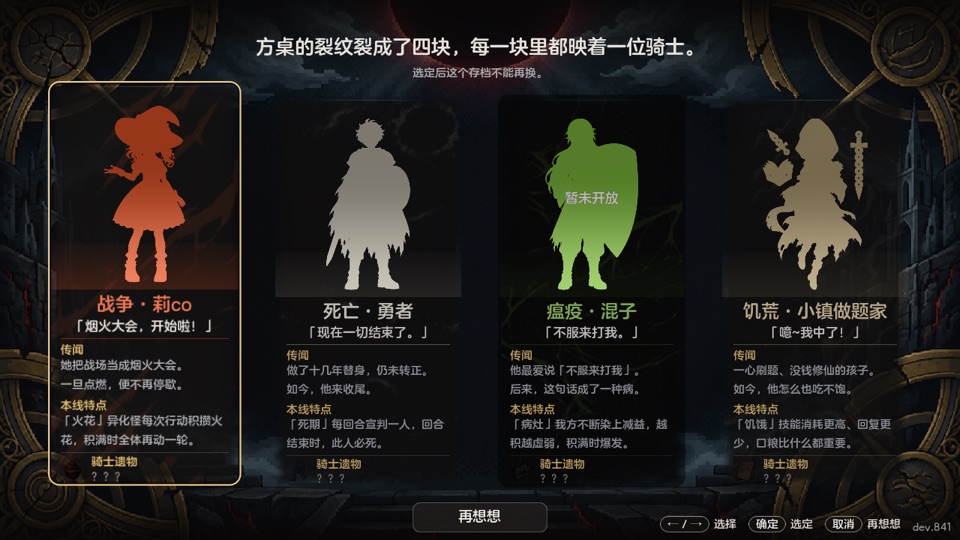 方桌的裂纹裂成了四块，每一块里都映着一位骑士。
选定后这个存档不能再换。
战争·莉co
「烟火大会，开始啦！」
传闻
她把战场当成烟火大会。
一旦点燃，便不再停歇。
本线特点
「火花」异化怪每次行动积攒火
花，积满时全体再动一轮。
骑士遗物
？？？
死亡·勇者
「现在一切结束了。」
传闻
做了十几年替身，仍未转正。
如今，他来收尾。
本线特点
「死期」每回合宣判一人，回合
结束时，此人必死。
骑士遗物
？？？
暂未开放
瘟疫·混子
「不服来打我。」
传闻
他最爱说「不服来打我」。
后来，这句话成了一种病。
本线特点
「病灶」我方不断染上减益，越
积越虚弱，积满时爆发。
骑士遗物
？？？
饥荒·小镇做题家
「噫~我中了！」
传闻
一心刷题、没钱修仙的孩子。
如今，他怎么也吃不饱。
本线特点
「饥饿」技能消耗更高、回复更
少，口粮比什么都重要。
骑士遗物
？？？
再想想
←/→ 选择 确定 选定 取消 再想想
dev.841